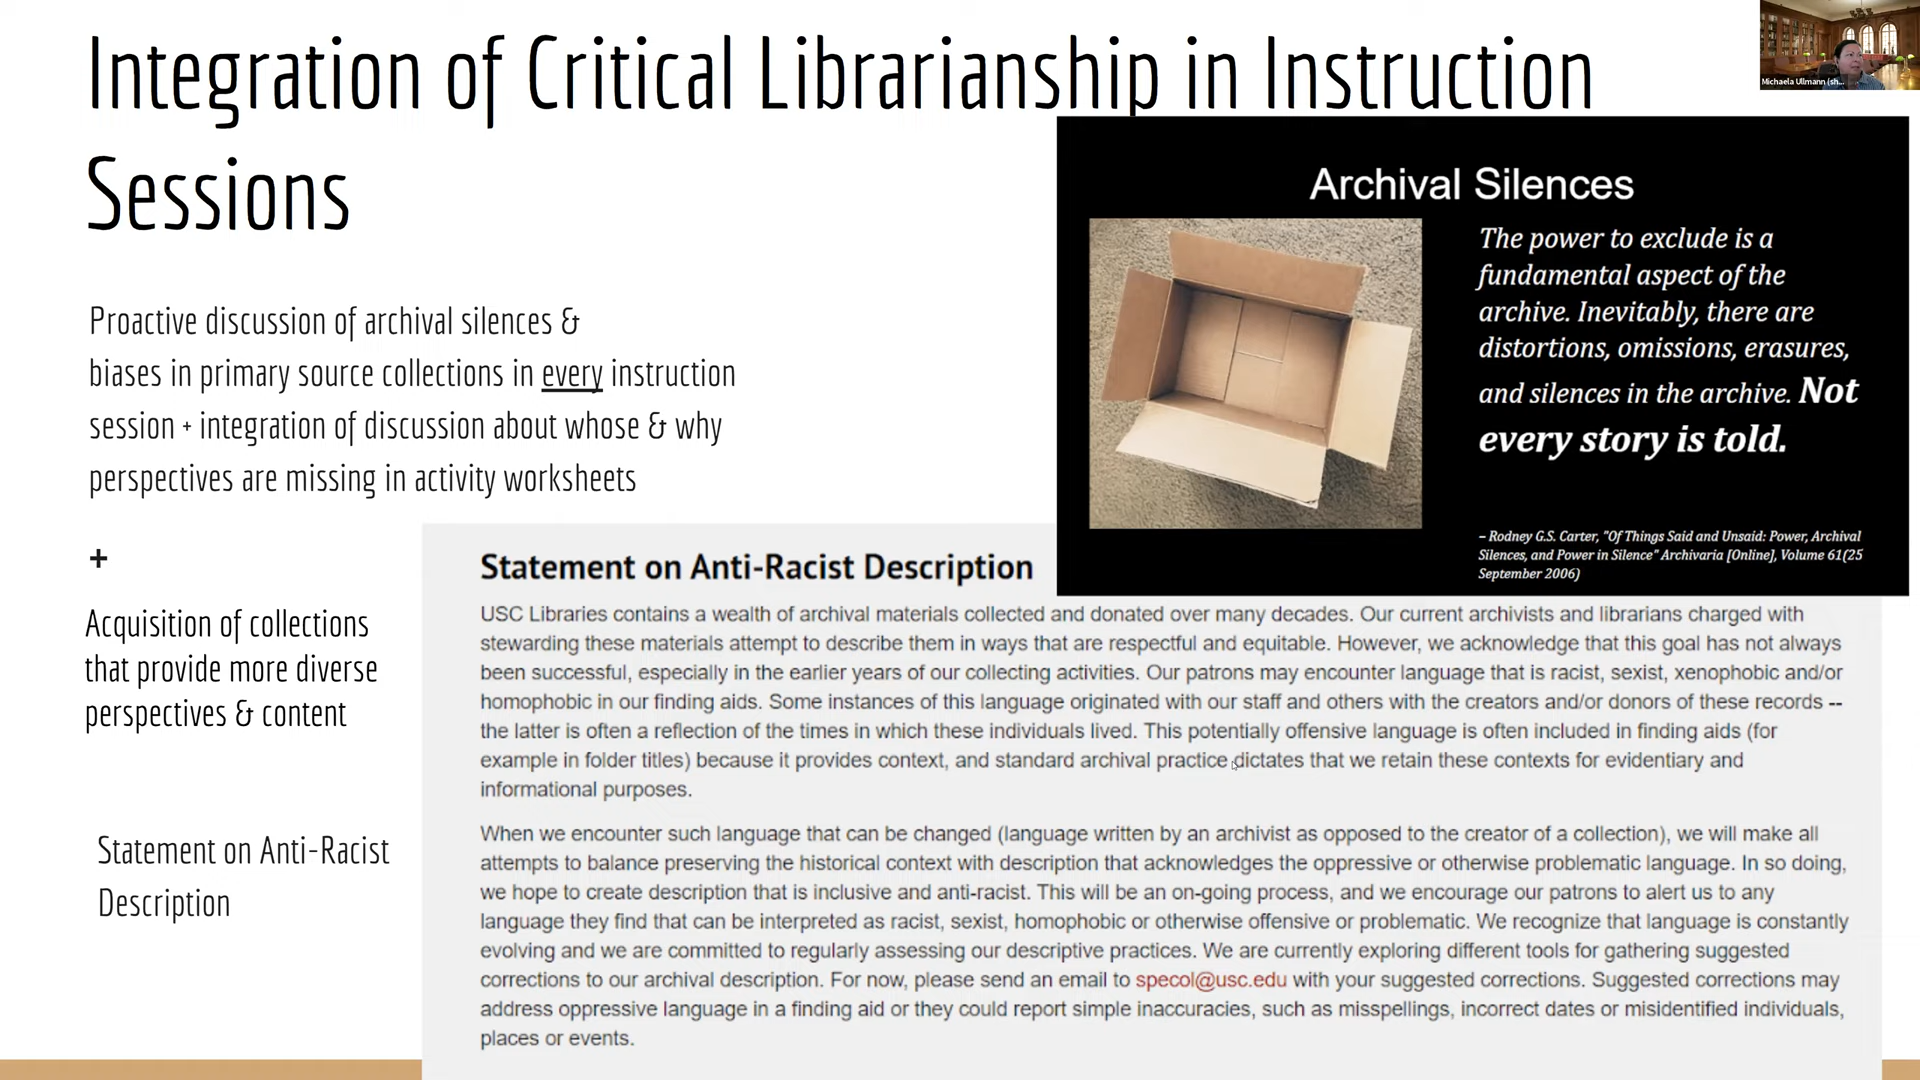 Integration of Critical Librarianship in Instruction
Sessions
Michaela Ullmann (sh...
Proactive discussion of archival silences &
biases in primary source collections in every instruction
session + integration of discussion about whose & why
perspectives are missing in activity worksheets
+
Acquisition of collections
that provide more diverse
perspectives & content
Statement on Anti-Racist
Description
Archival Silences
The power to exclude is a
fundamental aspect of the
archive. Inevitably, there are
distortions, omissions, erasures,
and silences in the archive. Not
every story is told.
– Rodney G.S. Carter, "Of Things Said and Unsaid: Power, Archival
Silences, and Power in Silence" Archivaria [Online], Volume 61(25
September 2006)
Statement on Anti-Racist Description
USC Libraries contains a wealth of archival materials collected and donated over many decades. Our current archivists and librarians charged with
stewarding these materials attempt to describe them in ways that are respectful and equitable. However, we acknowledge that this goal has not always
been successful, especially in the earlier years of our collecting activities. Our patrons may encounter language that is racist, sexist, xenophobic and/or
homophobic in our finding aids. Some instances of this language originated with our staff and others with the creators and/or donors of these records --
the latter is often a reflection of the times in which these individuals lived. This potentially offensive language is often included in finding aids (for
example in folder titles) because it provides context, and standard archival practice dictates that we retain these contexts for evidentiary and
informational purposes.
When we encounter such language that can be changed (language written by an archivist as opposed to the creator of a collection), we will make all
attempts to balance preserving the historical context with description that acknowledges the oppressive or otherwise problematic language. In so doing,
we hope to create description that is inclusive and anti-racist. This will be an on-going process, and we encourage our patrons to alert us to any
language they find that can be interpreted as racist, sexist, homophobic or otherwise offensive or problematic. We recognize that language is constantly
evolving and we are committed to regularly assessing our descriptive practices. We are currently exploring different tools for gathering suggested
corrections to our archival description. For now, please send an email to specol@usc.edu with your suggested corrections. Suggested corrections may
address oppressive language in a finding aid or they could report simple inaccuracies, such as misspellings, incorrect dates or misidentified individuals,
places or events.